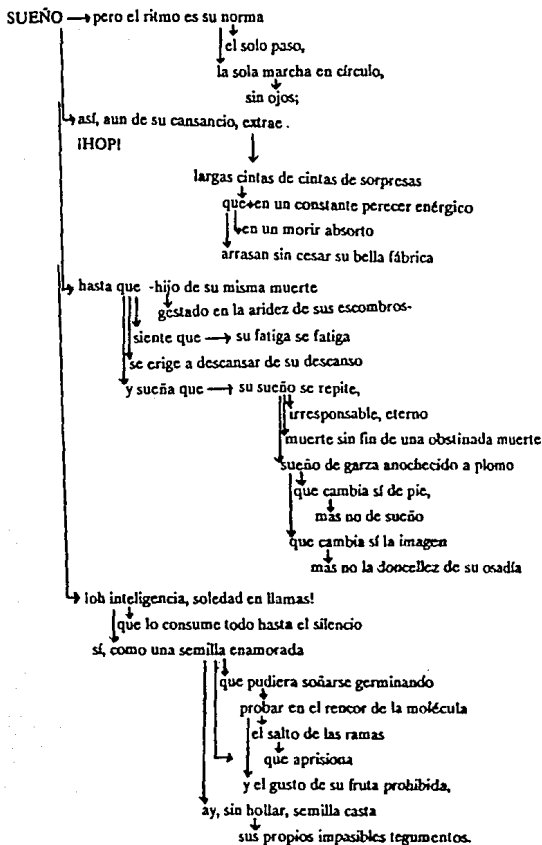 SUEÑO pero el ritmo es su norma
el solo paso,
la sola marcha en círculo,
sin ojos;
así, aun de su cansancio, extrae .
¡HOP!
largas cintas de cintas de sorpresas
que en un constante perecer enérgico
en un morir absorto
arrasan sin cesar su bella fábrica
hasta que -hijo de su misma muerte
gestado en la aridez de sus escombros-
siente que su fatiga se fatiga
se erige a descansar de su descanso
y sueña que su sueño se repite,
irresponsable, eterno
muerte sin fin de una obstinada muerte
sueño de garza anochecido a plomo
que cambia sí de pie,
mas no de sueño
que cambia sí la imagen
mas no la doncellez de su osadía
¡oh inteligencia, soledad en llamas!
que lo consume todo hasta el silencio
sí, como una semilla enamorada
que pudiera soñarse germinando
probar en el rencor de la molécula
el salto de las ramas
que aprisiona
y el gusto de su fruta prohibida,
ay, sin hollar, semilla casta
sus propios impasibles tegumentos.